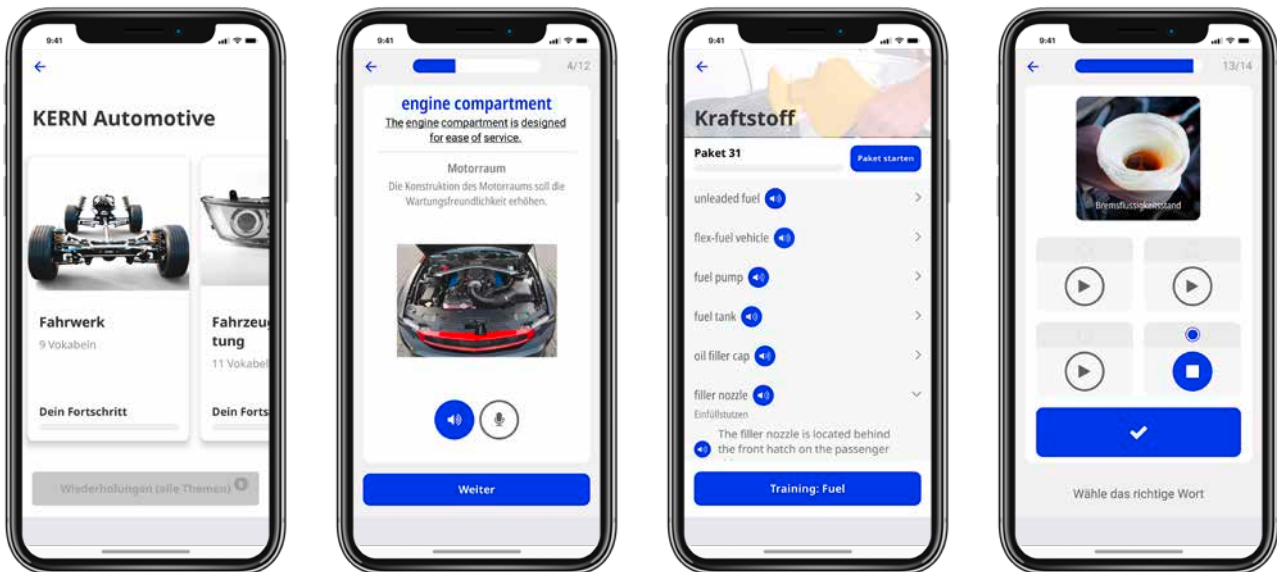 9:41
KERN Automotive
Fahrwerk
9 Vokabeln
Dein Fortschritt
Fahrzeu
tung
11 Vokabel
Dein Forts
Wiederholungen (alle Themen)
9:41
4/12
engine compartment
The engine compartment is designed
for ease of service.
Motorraum
Die Konstruktion des Motorraums soll die
Wartungsfreundlichkeit erhöhen.
Weiter
9:41
Kraftstoff
Paket 31
Paket starten
unleaded fuel
flex-fuel vehicle
fuel pump
fuel tank
oil filler cap
filler nozzle
Einfüllstutzen
The filler nozzle is located behind
the front hatch on the passenger
Training: Fuel
9:41
13/14
Bremsflüssigkeitsstand
Wähle das richtige Wort